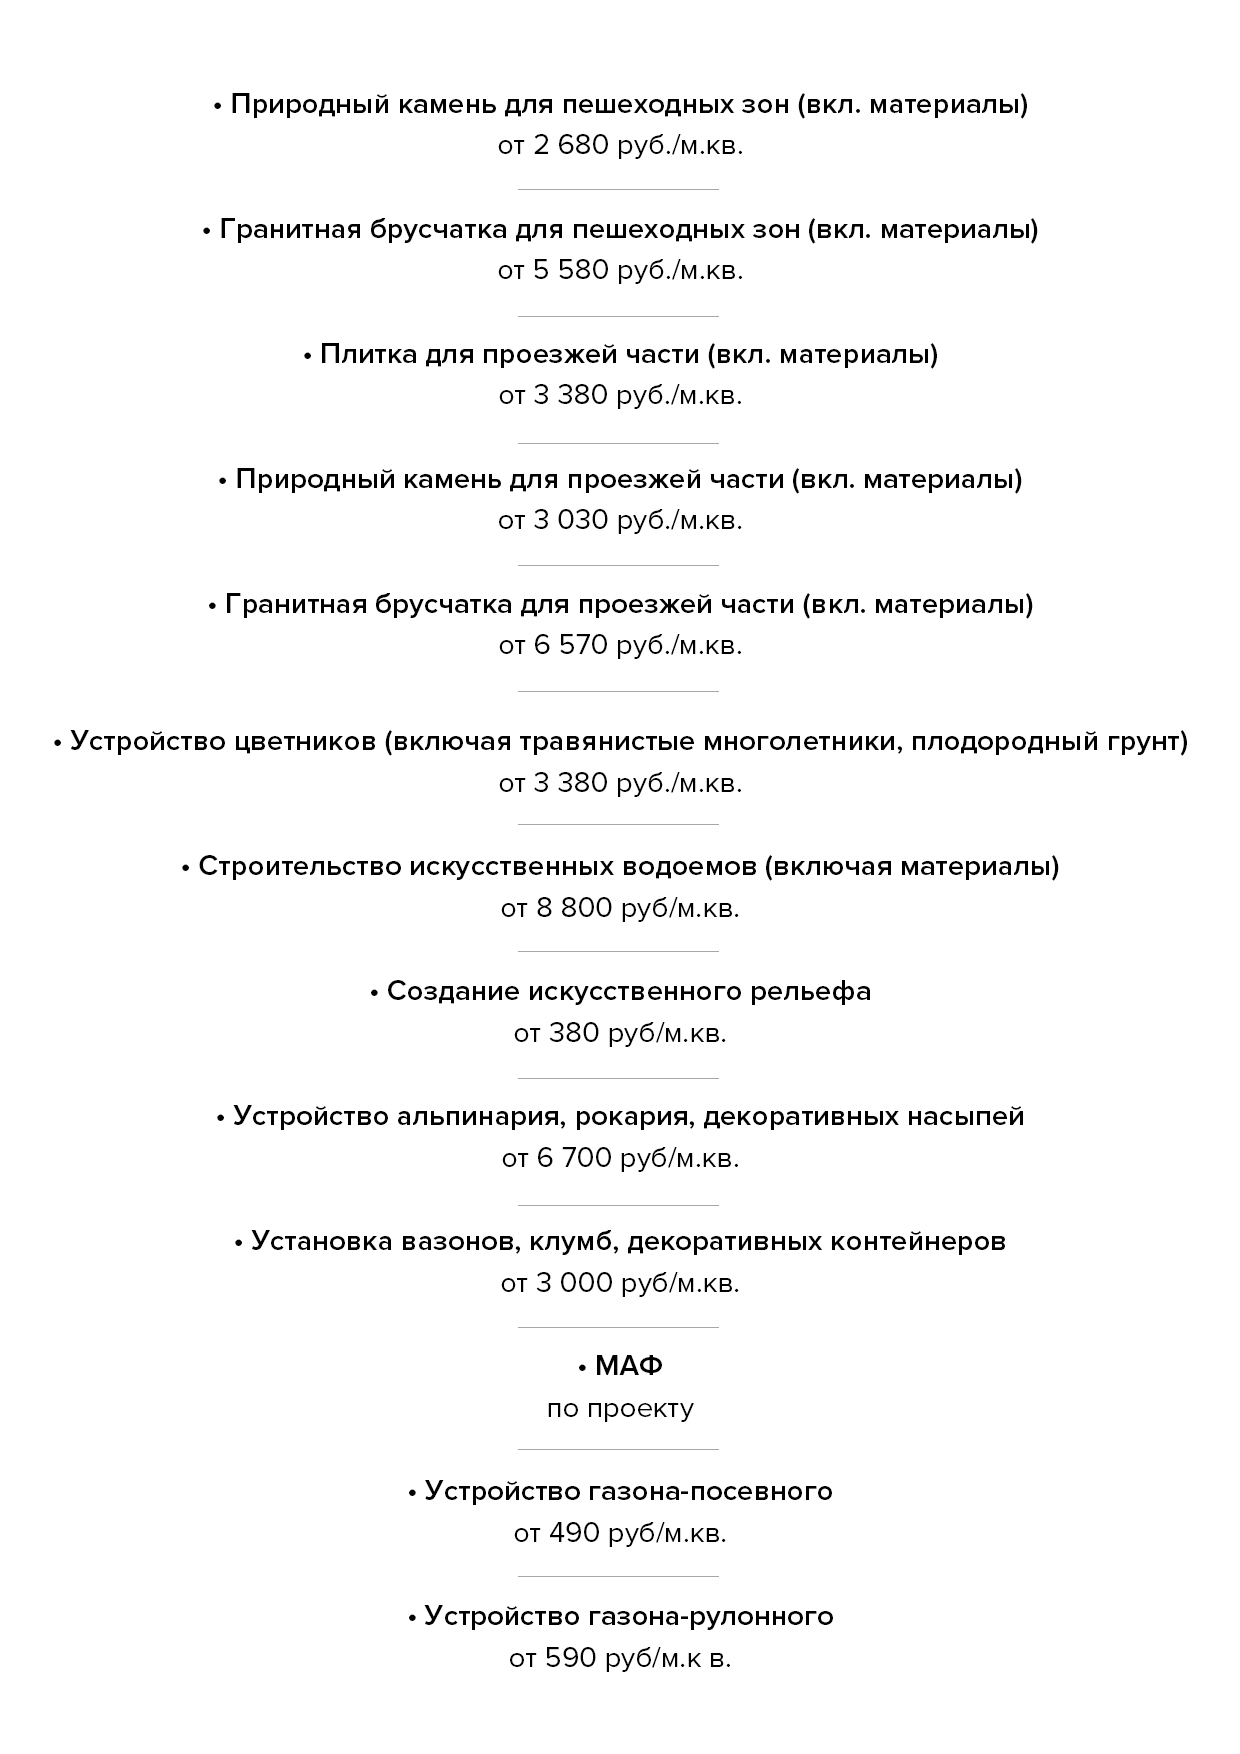 • Природный камень для пешеходных зон (вкл. материалы)
от 2 680 руб./м.кв.
• Гранитная брусчатка для пешеходных зон (вкл. материалы)
от 5 580 руб./м.кв.
• Плитка для проезжей части (вкл. материалы)
от 3 380 руб./м.кв.
• Природный камень для проезжей части (вкл. материалы)
от 3 030 руб./м.кв.
• Гранитная брусчатка для проезжей части (вкл. материалы)
от 6 570 руб./м.кв.
• Устройство цветников (включая травянистые многолетники, плодородный грунт)
от 3 380 руб./м.кв.
• Строительство искусственных водоемов (включая материалы)
от 8 800 руб/м.кв.
• Создание искусственного рельефа
от 380 руб/м.кв.
• Устройство альпинария, рокария, декоративных насыпей
от 6 700 руб/м.кв.
• Установка вазонов, клумб, декоративных контейнеров
от 3 000 руб/м.кв.
• МАФ
по проекту
• Устройство газона-посевного
от 490 руб/м.кв.
• Устройство газона-рулонного
от 590 руб/м.к в.